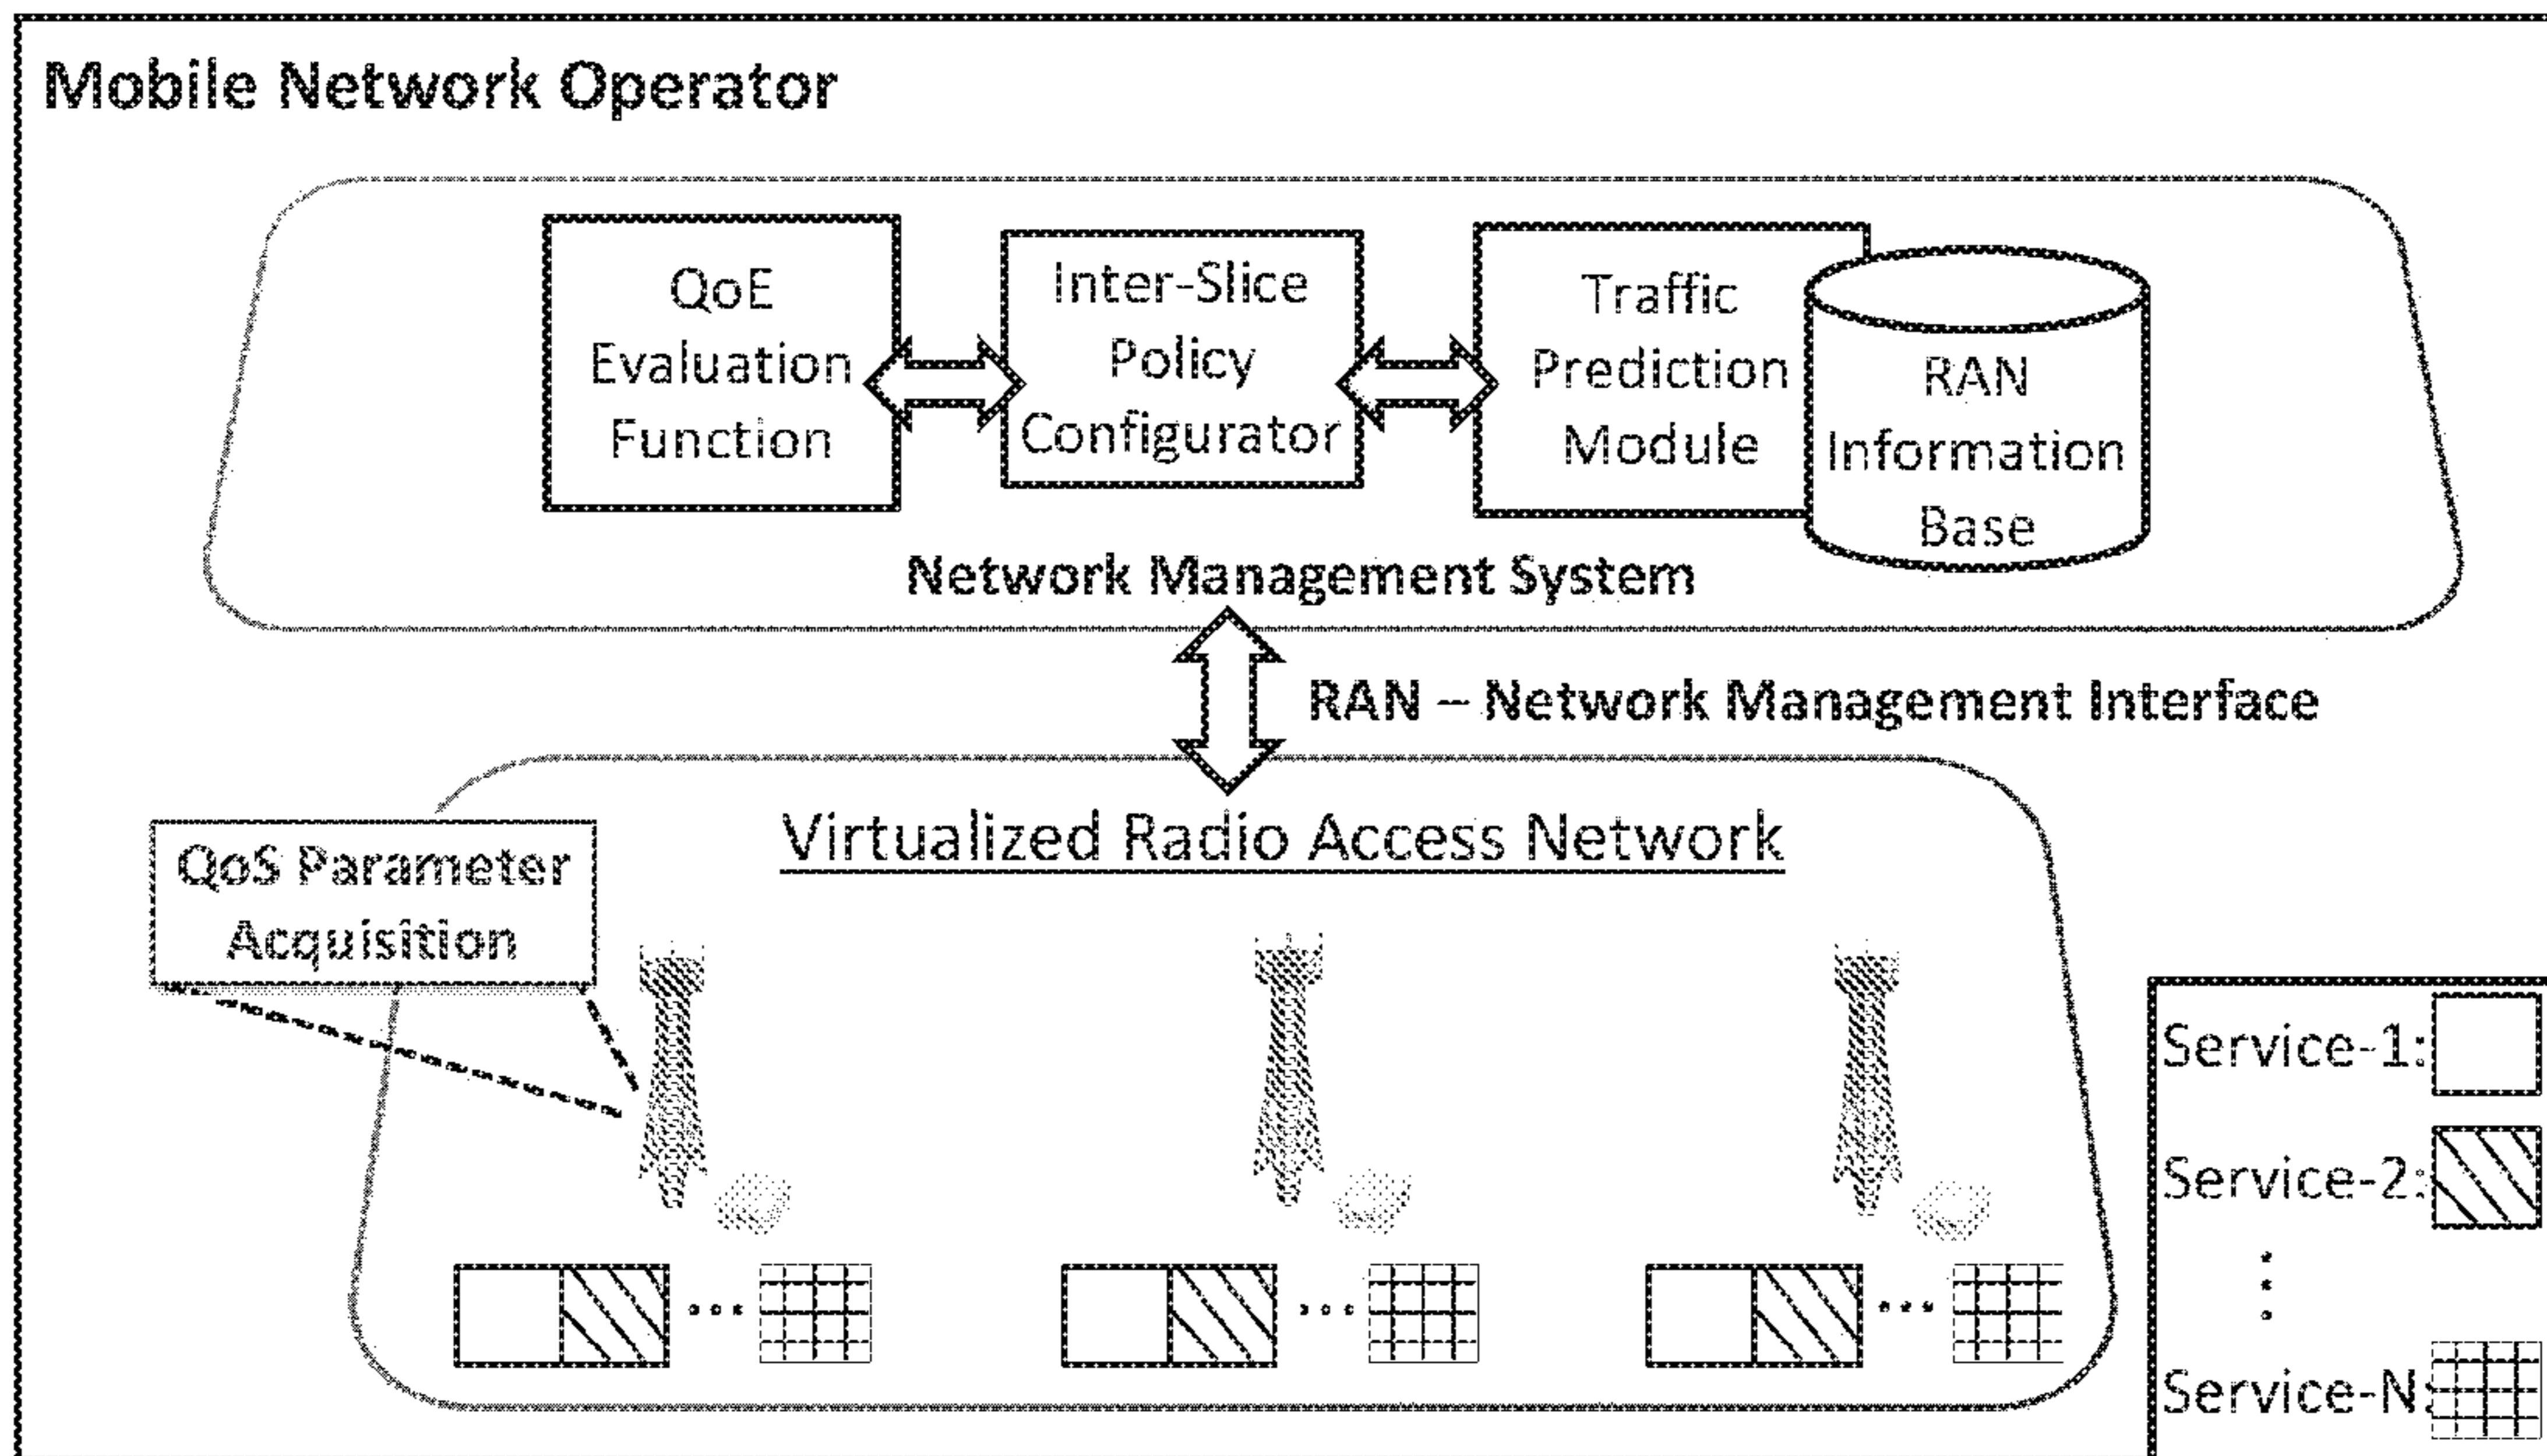 Mobile Network Operator
QoE
Evaluation
Function
Inter-Slice
Policy
Configurator
Traffic
Prediction
Module
RAN
Information
Base
Network Management System
RAN – Network Management Interface
Virtualized Radio Access Network
QoS Parameter
Acquisition
Service-1:
Service-2:
Service-N: